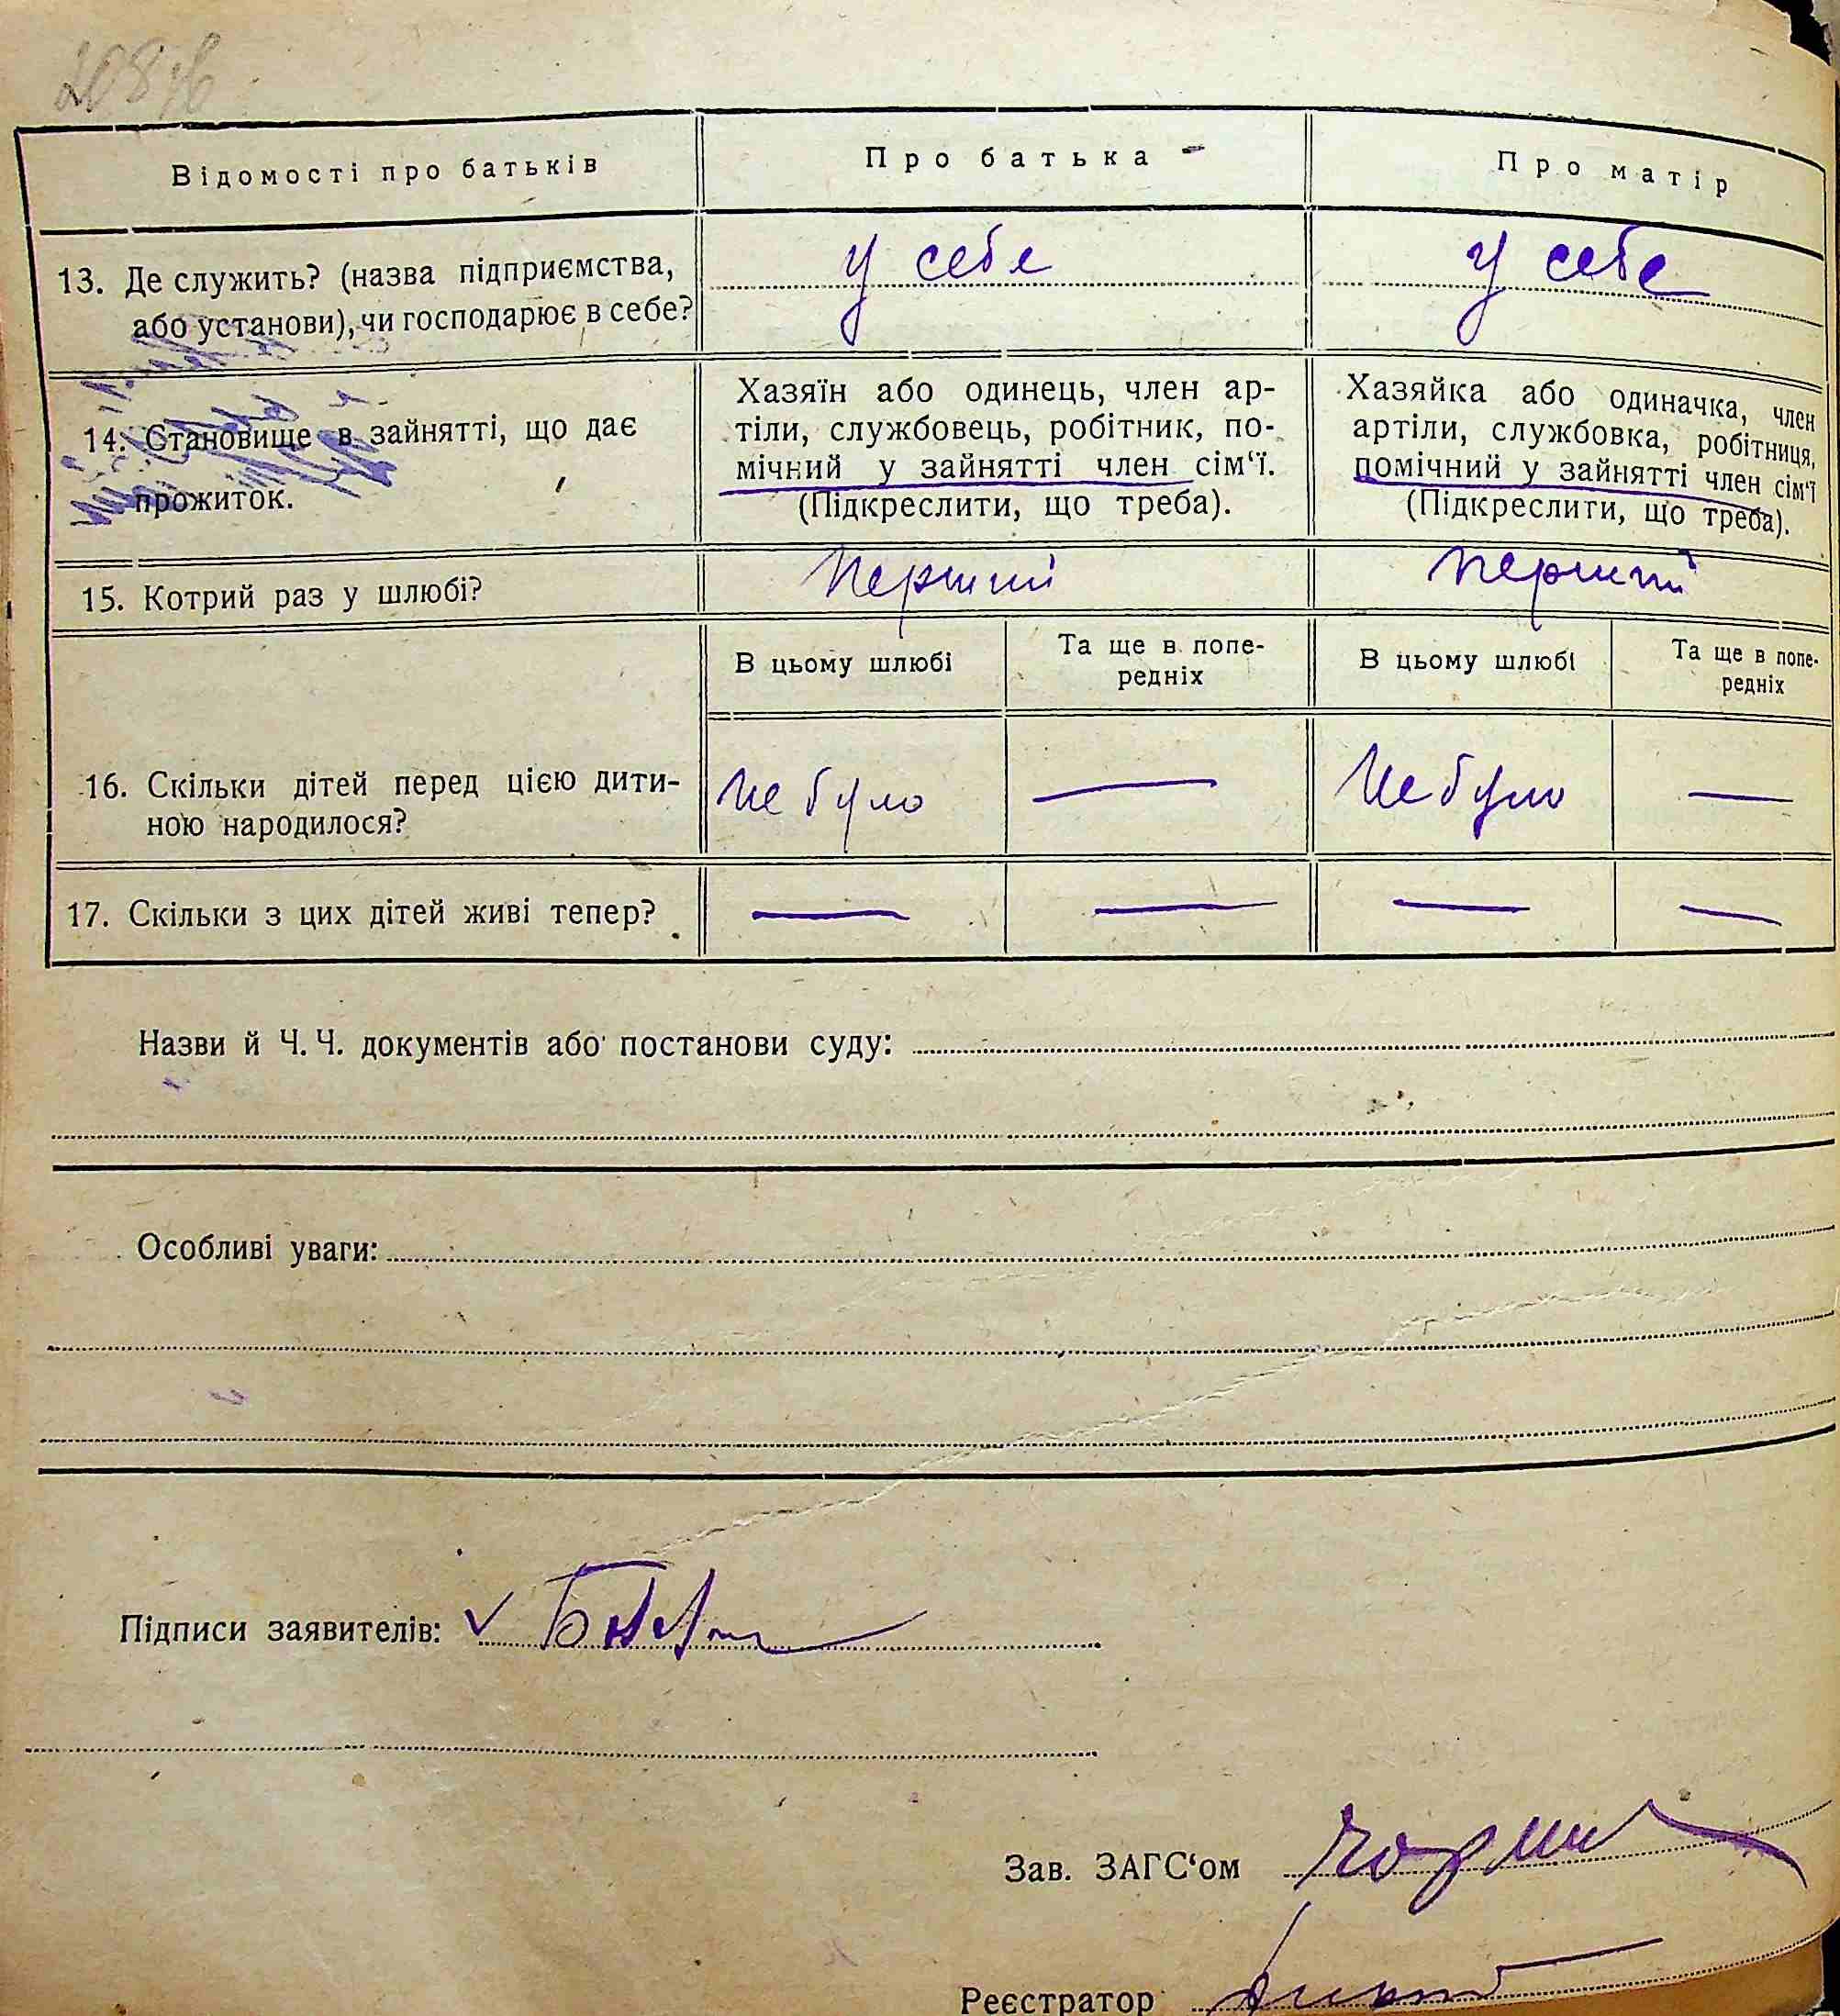 Відомості про батьків
Про батька
Про матір
13. Де служить? (назва підприємства,
або установи), чи господарює в себе?
у себе
у себе
14. Становище в зайнятті, що дає
прожиток.
Хазяїн або одинець, член ар-
тіли, службовець, робітник, по-
мічний у зайнятті член сім‘ї.
(Підкреслити, що треба).
Хазяйка або одиначка, член
артіли, службовка, робітниця,
помічний у зайнятті член сім‘ї
(Підкреслити, що треба).
15. Котрий раз у шлюбі?
перший
перший
В цьому шлюбі
Та ще в попе-
редніх
В цьому шлюбі
Та ще в попе-
редніх
16. Скільки дітей перед цією дити-
ною народилося?
Не було
—
Не було
—
17. Скільки з цих дітей живі тепер?
—
—
—
—
Назви й Ч. Ч. документів або постанови суду:
Особливі уваги:
Підписи заявителів:
Зав. ЗАГС‘ом
Реєстратор